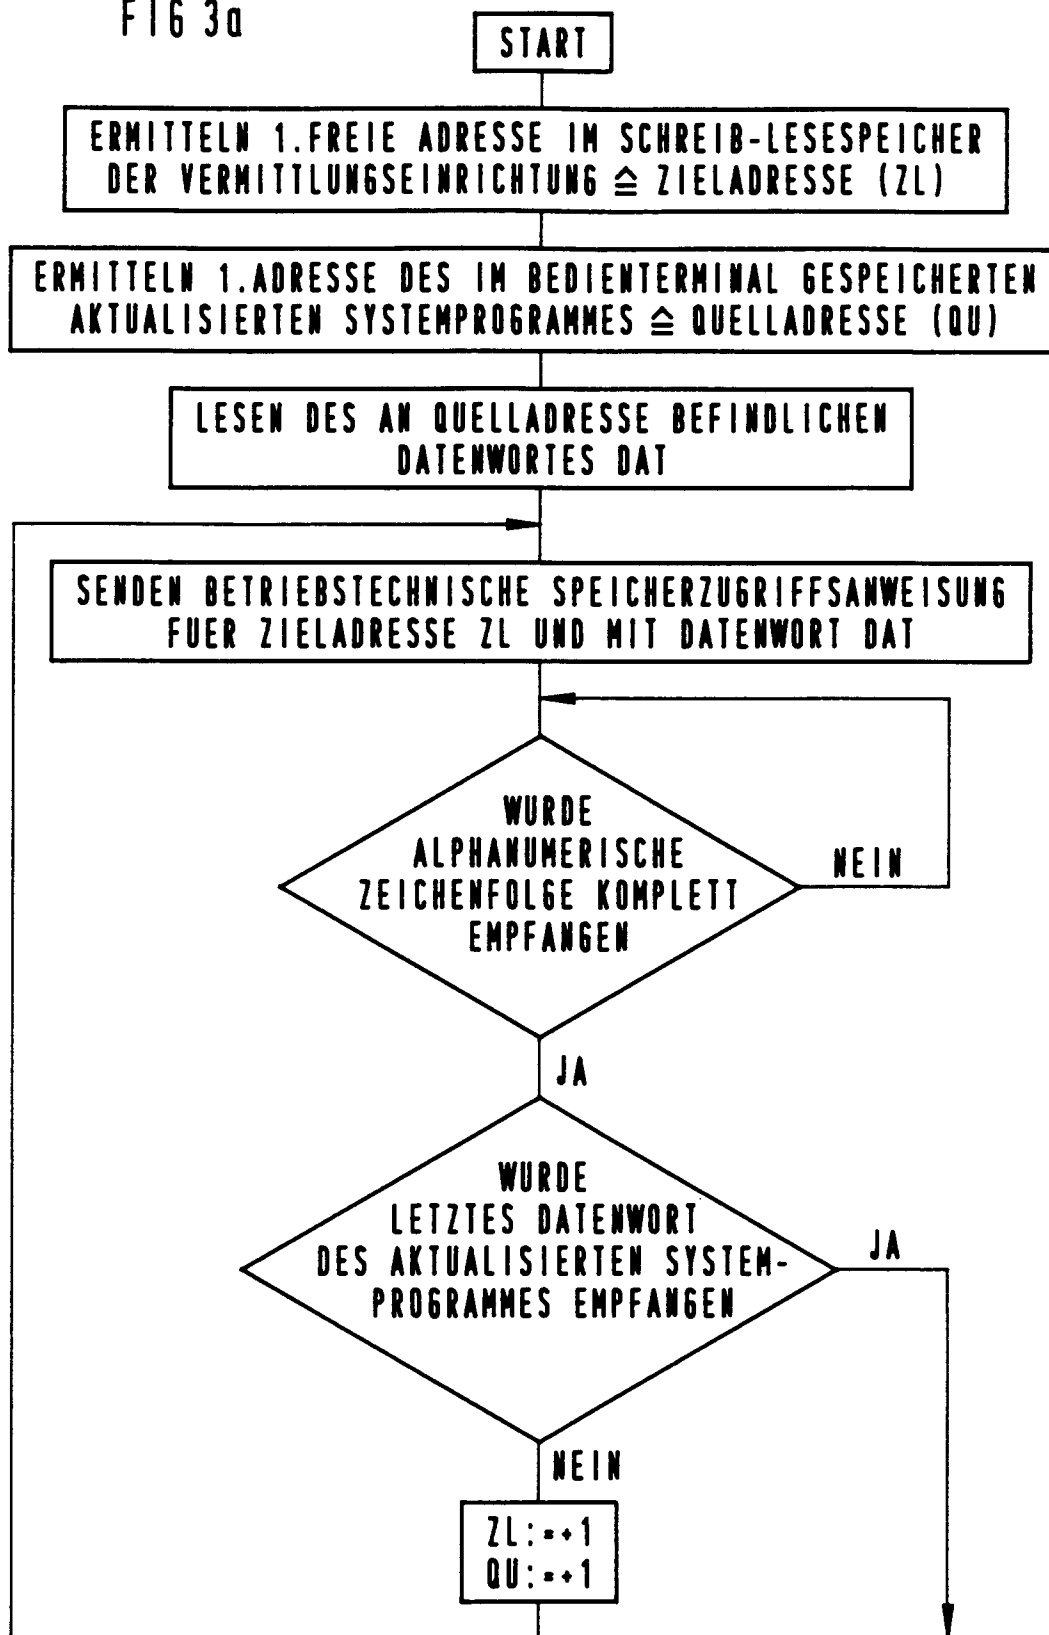 FIG 3a
START
ERMITTELN 1.FREIE ADRESSE IM SCHREIB-LESESPEICHER
DER VERMITTLUNGSEINRICHTUNG ≙ ZIELADRESSE (ZL)
ERMITTELN 1.ADRESSE DES IM BEDIENTERMINAL GESPEICHERTEN
AKTUALISIERTEN SYSTEMPROGRAMMES ≙ QUELLADRESSE (QU)
LESEN DES AN QUELLADRESSE BEFINDLICHEN
DATENWORTES DAT
SENDEN BETRIEBSTECHNISCHE SPEICHERZUGRIFFSANWEISUNG
FUER ZIELADRESSE ZL UND MIT DATENWORT DAT
WURDE
ALPHANUMERISCHE
ZEICHENFOLGE KOMPLETT
EMPFANGEN
NEIN
JA
WURDE
LETZTES DATENWORT
DES AKTUALISIERTEN SYSTEM-
PROGRAMMES EMPFANGEN
JA
NEIN
ZL:=+1
QU:=+1